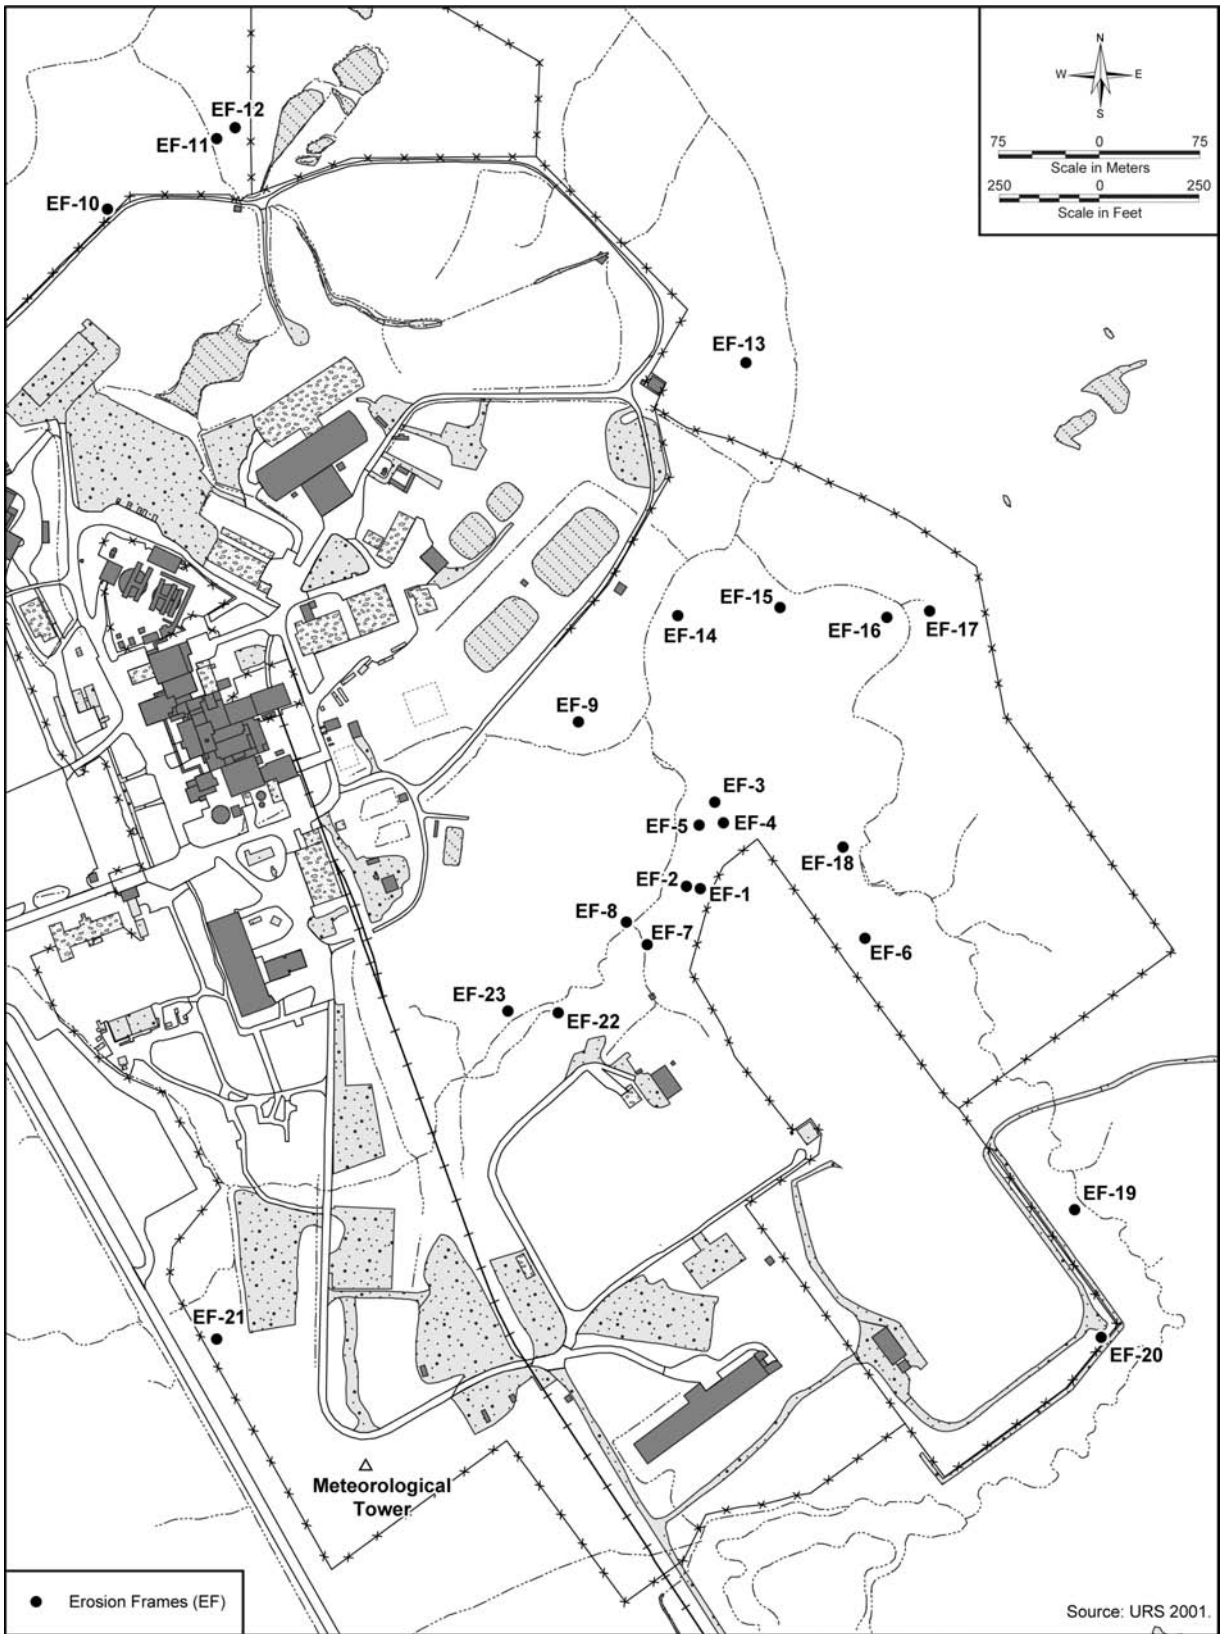 N
W E
S
75 0 75
Scale in Meters
250 0 250
Scale in Feet
EF-12
EF-11
EF-10
EF-13
EF-15
EF-14
EF-16
EF-17
EF-9
EF-3
EF-5
EF-4
EF-18
EF-2
EF-1
EF-8
EF-7
EF-6
EF-23
EF-22
EF-19
EF-21
EF-20
Meteorological
Tower
Erosion Frames (EF)
Source: URS 2001.